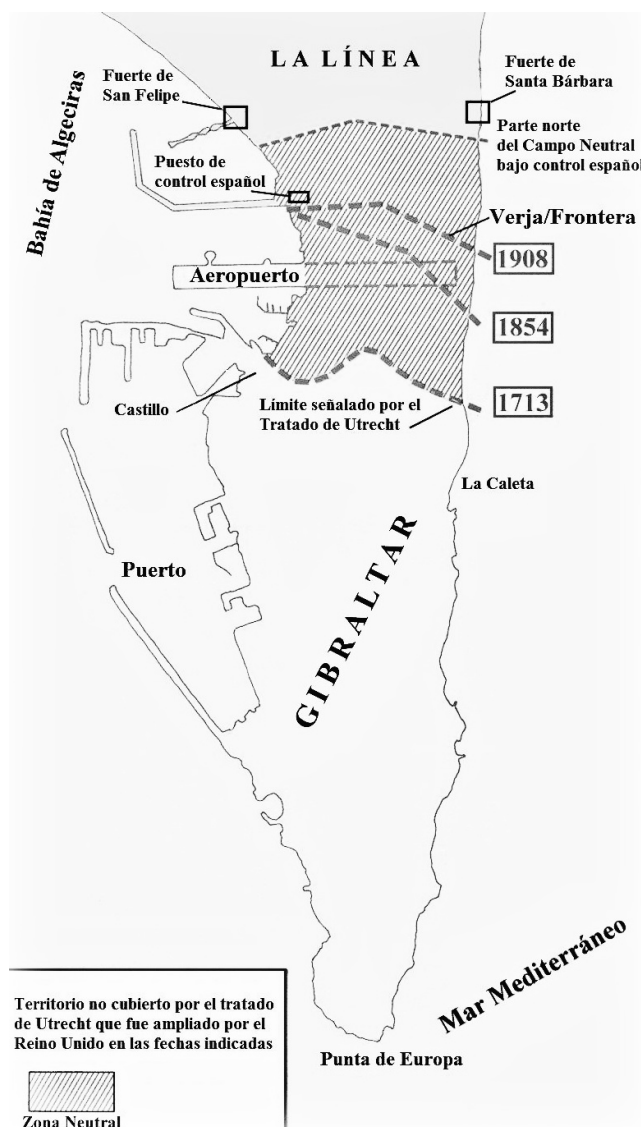 LA LÍNEA
Fuerte de
San Felipe
Fuerte de
Santa Bárbara
Bahía de Algeciras
Parte norte
del Campo Neutral
bajo control español
Puesto de
control español
Verja/Frontera
1908
Aeropuerto
1854
1713
Castillo
Límite señalado por el
Tratado de Utrecht
La Caleta
Puerto
GIBRALTAR
Mar Mediterráneo
Territorio no cubierto por el tratado
de Utrecht que fue ampliado por el
Reino Unido en las fechas indicadas
Zona Neutral
Punta de Europa